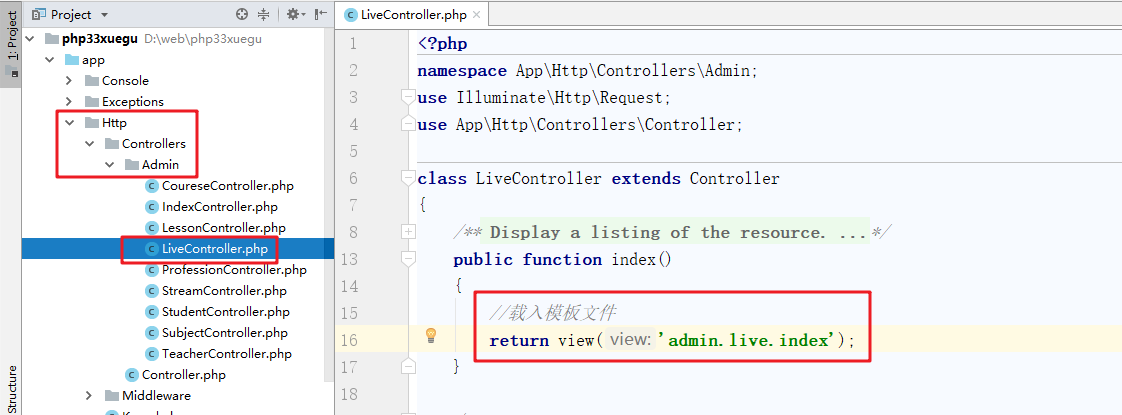 Project
1: Project
Structure
php33xuegu D:\web\php33xuegu
app
Console
Exceptions
Http
Controllers
Admin
CoureseController.php
IndexController.php
LessonController.php
LiveController.php
ProfessionController.php
StreamController.php
StudentController.php
SubjectController.php
TeacherController.php
Controller.php
Middleware
LiveController.php
1 <?php
2 namespace App\Http\Controllers\Admin;
3 use Illuminate\Http\Request;
4 use App\Http\Controllers\Controller;
5
6 class LiveController extends Controller
7 {
8 /** Display a listing of the resource. ...*/
13 public function index()
14 {
15 //载入模板文件
16 return view( view: 'admin.live.index');
17 }
18